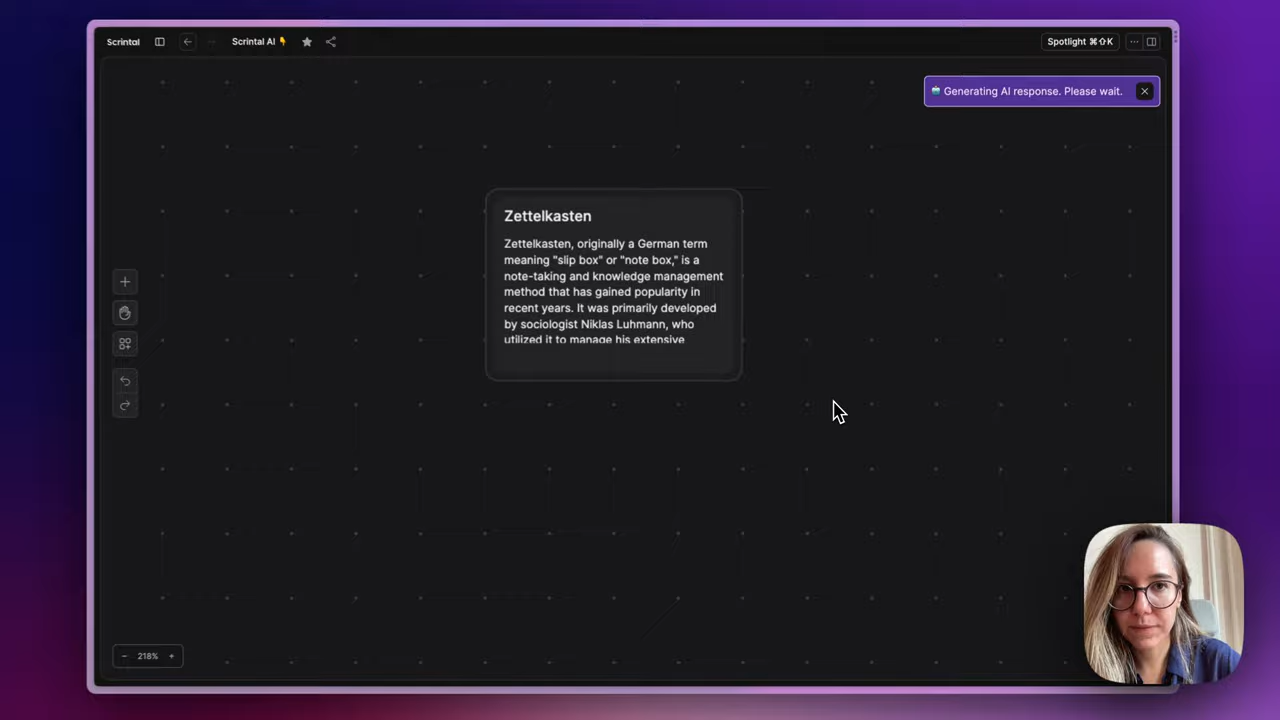 Scrintal
Scrintal AI 👇
Spotlight ⌘⇧K
Generating AI response. Please wait.
Zettelkasten
Zettelkasten, originally a German term
meaning "slip box" or "note box," is a
note-taking and knowledge management
method that has gained popularity in
recent years. It was primarily developed
by sociologist Niklas Luhmann, who
utilized it to manage his extensive
218%